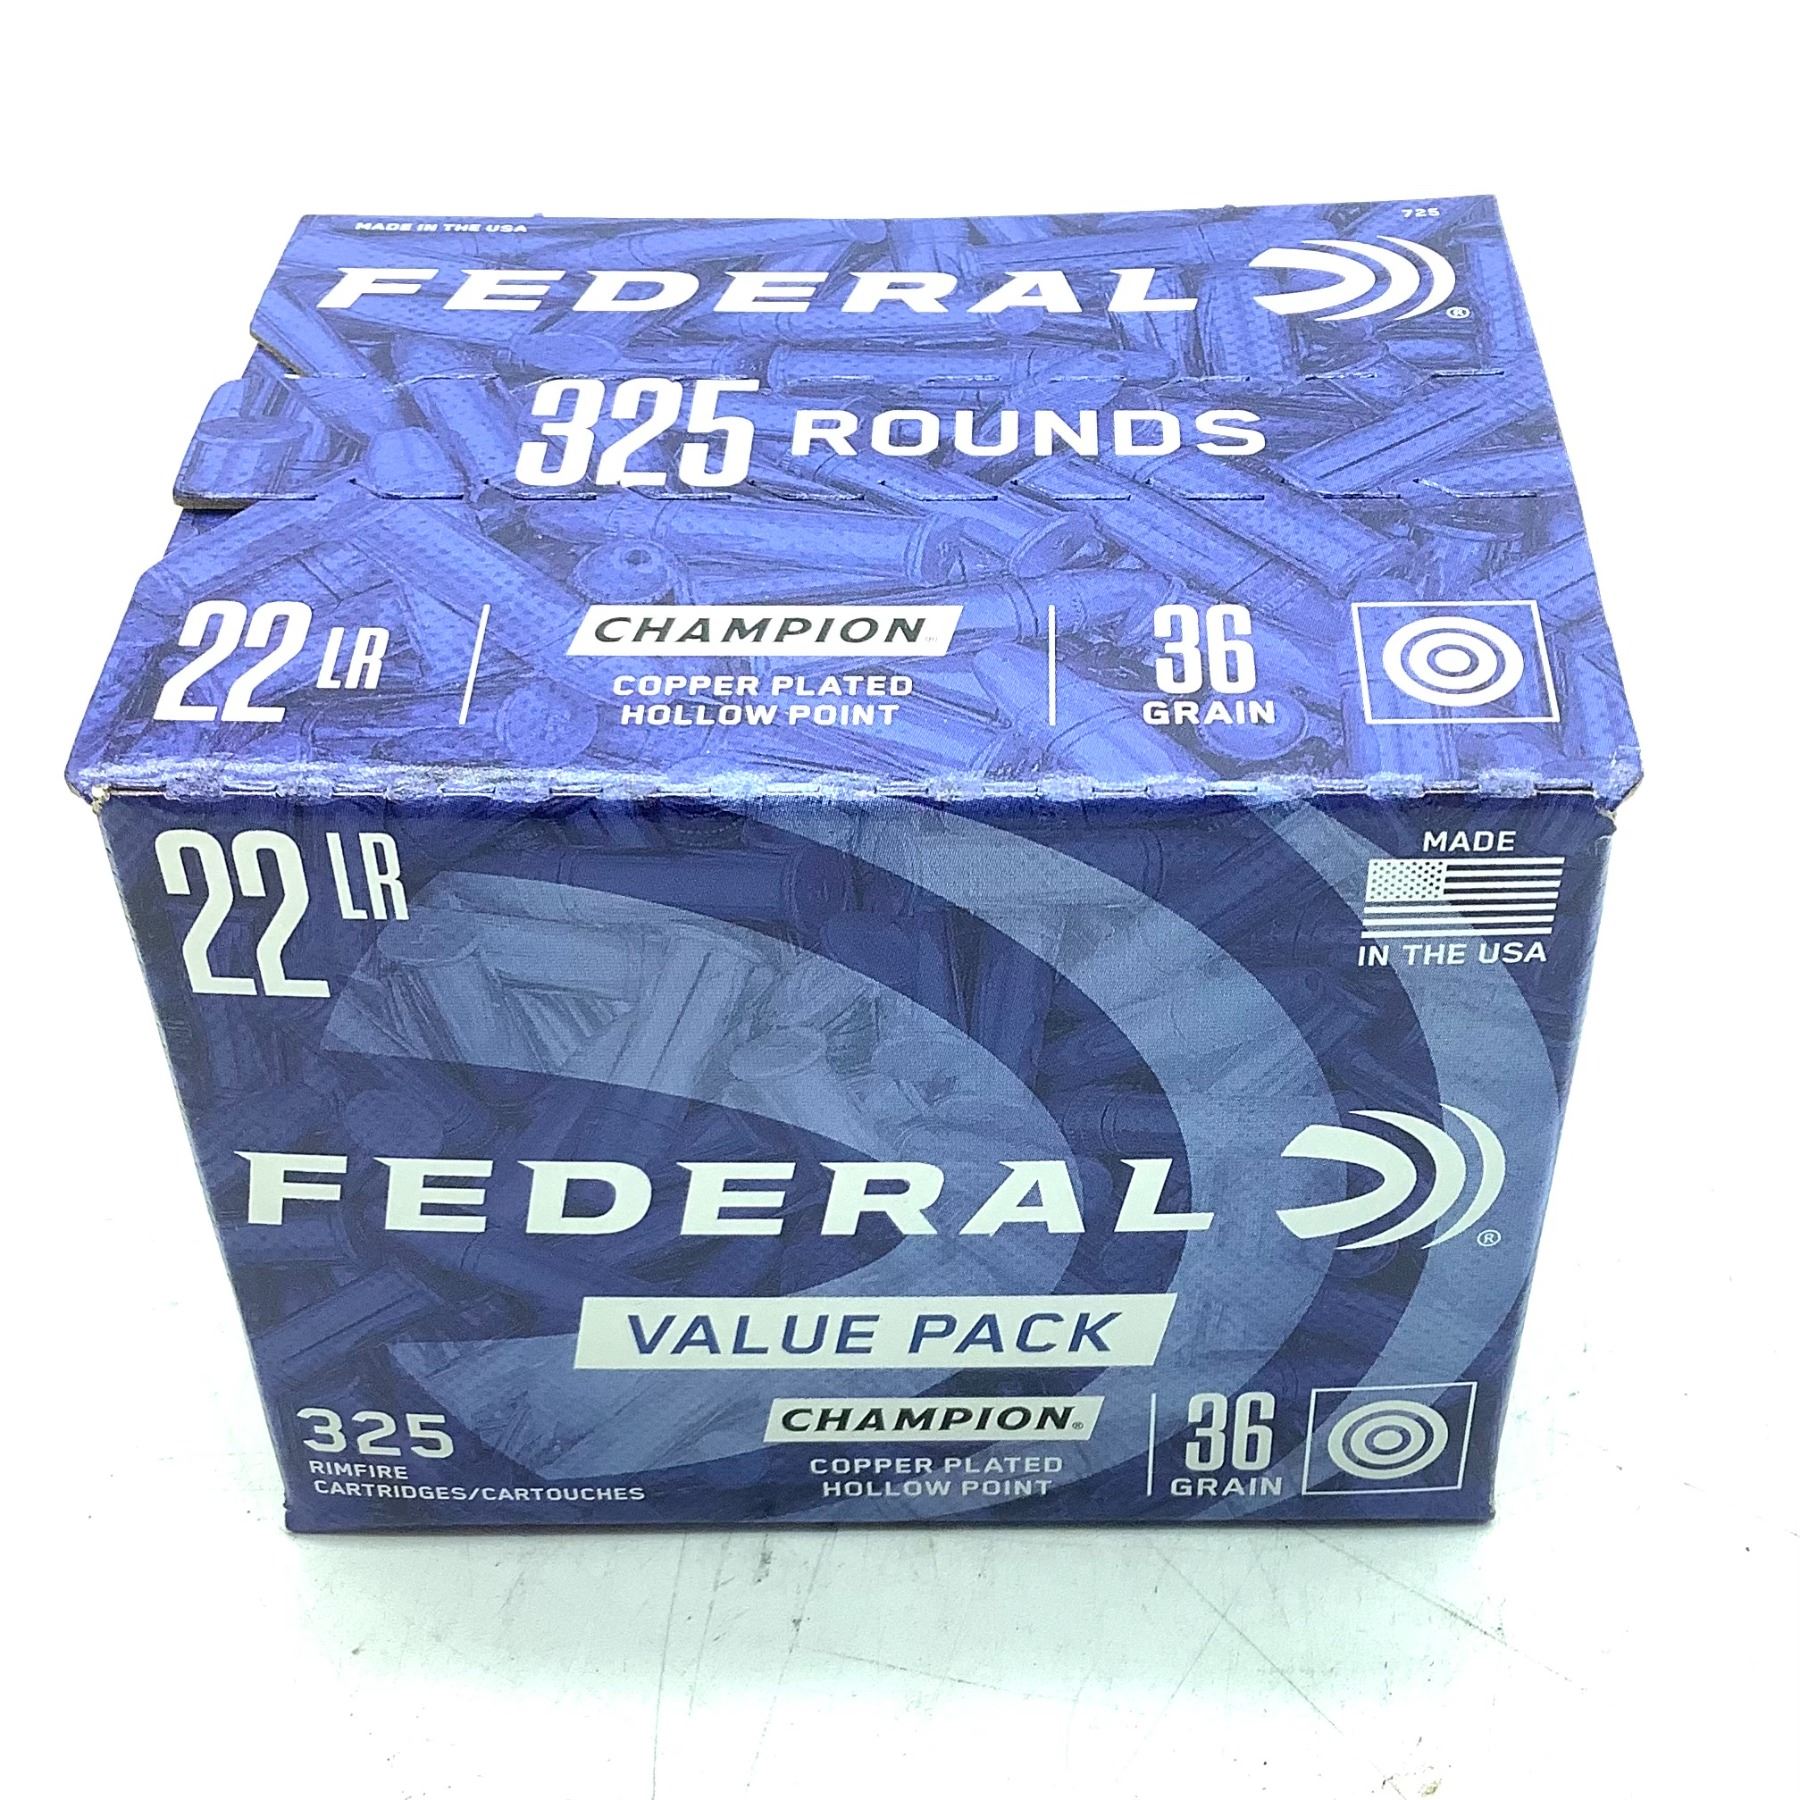 MADE IN THE USA
725
FEDERAL ®
325 ROUNDS
22 LR
CHAMPION
COPPER PLATED
HOLLOW POINT
36
GRAIN
22 LR
MADE
IN THE USA
FEDERAL ®
VALUE PACK
325
RIMFIRE
CARTRIDGES/CARTOUCHES
CHAMPION®
COPPER PLATED
HOLLOW POINT
36
GRAIN